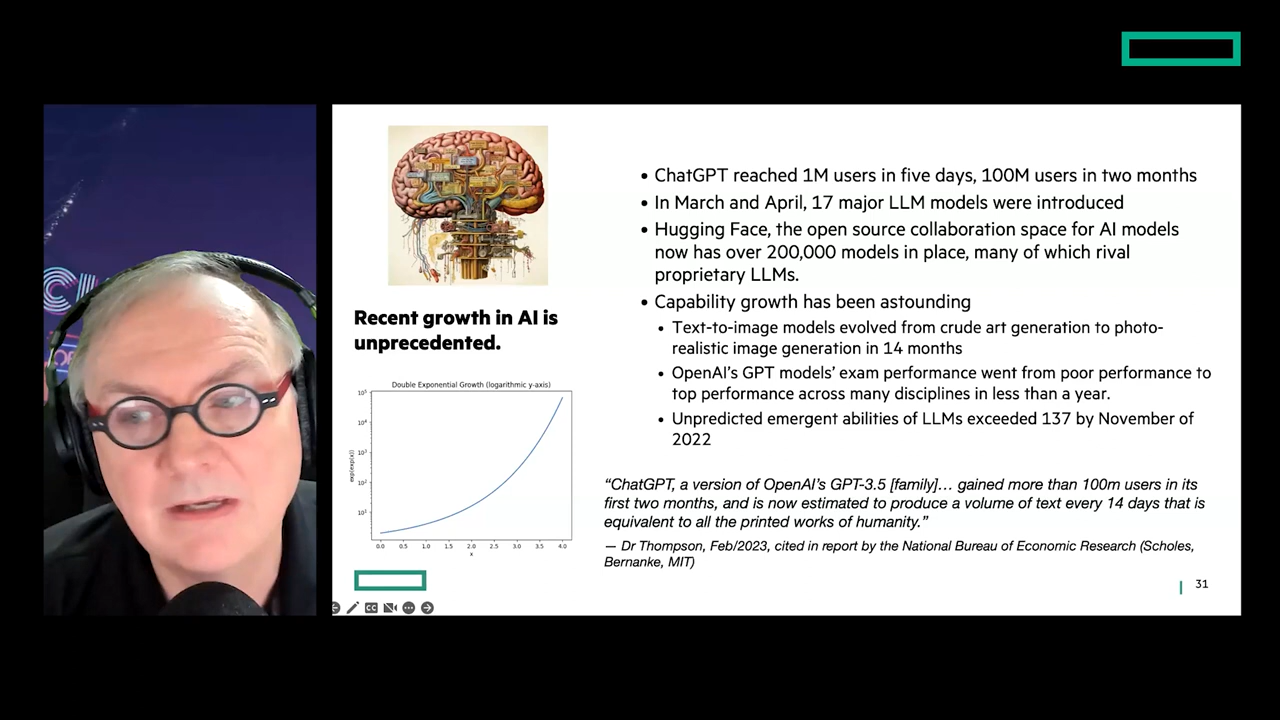 Recent growth in AI is
unprecedented.
Double Exponential Growth (logarithmic y-axis)
10⁵
10⁴
10³
10²
10¹
exp(exp(x))
0.0 0.5 1.0 1.5 2.0 2.5 3.0 3.5 4.0
x
• ChatGPT reached 1M users in five days, 100M users in two months
• In March and April, 17 major LLM models were introduced
• Hugging Face, the open source collaboration space for AI models
now has over 200,000 models in place, many of which rival
proprietary LLMs.
• Capability growth has been astounding
• Text-to-image models evolved from crude art generation to photo-
realistic image generation in 14 months
• OpenAI’s GPT models’ exam performance went from poor performance to
top performance across many disciplines in less than a year.
• Unpredicted emergent abilities of LLMs exceeded 137 by November of
2022
“ChatGPT, a version of OpenAI’s GPT-3.5 [family]… gained more than 100m users in its
first two months, and is now estimated to produce a volume of text every 14 days that is
equivalent to all the printed works of humanity.”
— Dr Thompson, Feb/2023, cited in report by the National Bureau of Economic Research (Scholes,
Bernanke, MIT)
31
CC